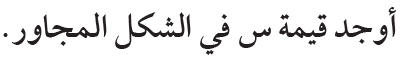 أوجد قيمة س في الشكل المجاور.